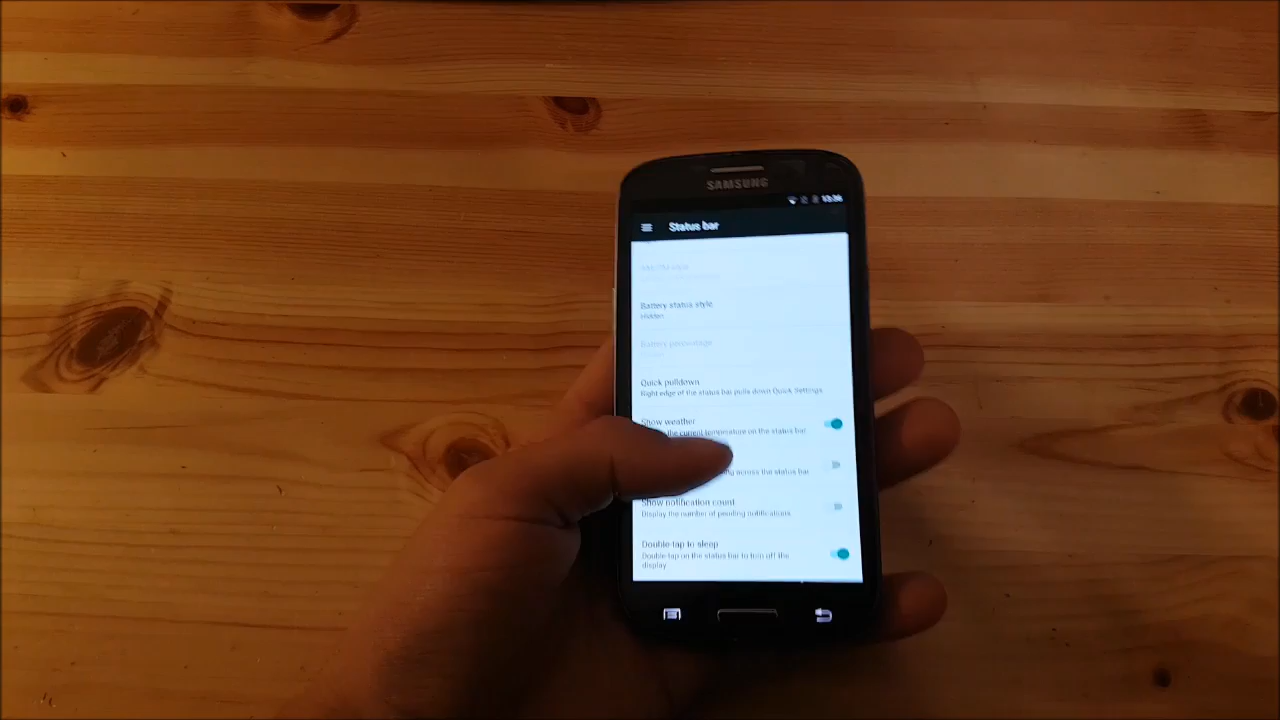 SAMSUNG
Status bar
Battery status style
Hidden
Battery percentage
Quick pulldown
Right edge of the status bar pulls down Quick Settings
Show weather
the current temperature on the status bar
across the status bar
Show notification count
Display the number of pending notifications
Double tap to sleep
Double tap on the status bar to turn off the
display